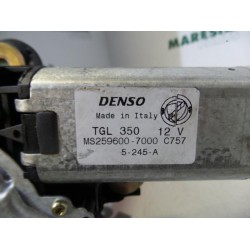 DENSO
Made in Italy
TGL 350 12 V
MS259600-7000 C757
5-245-A